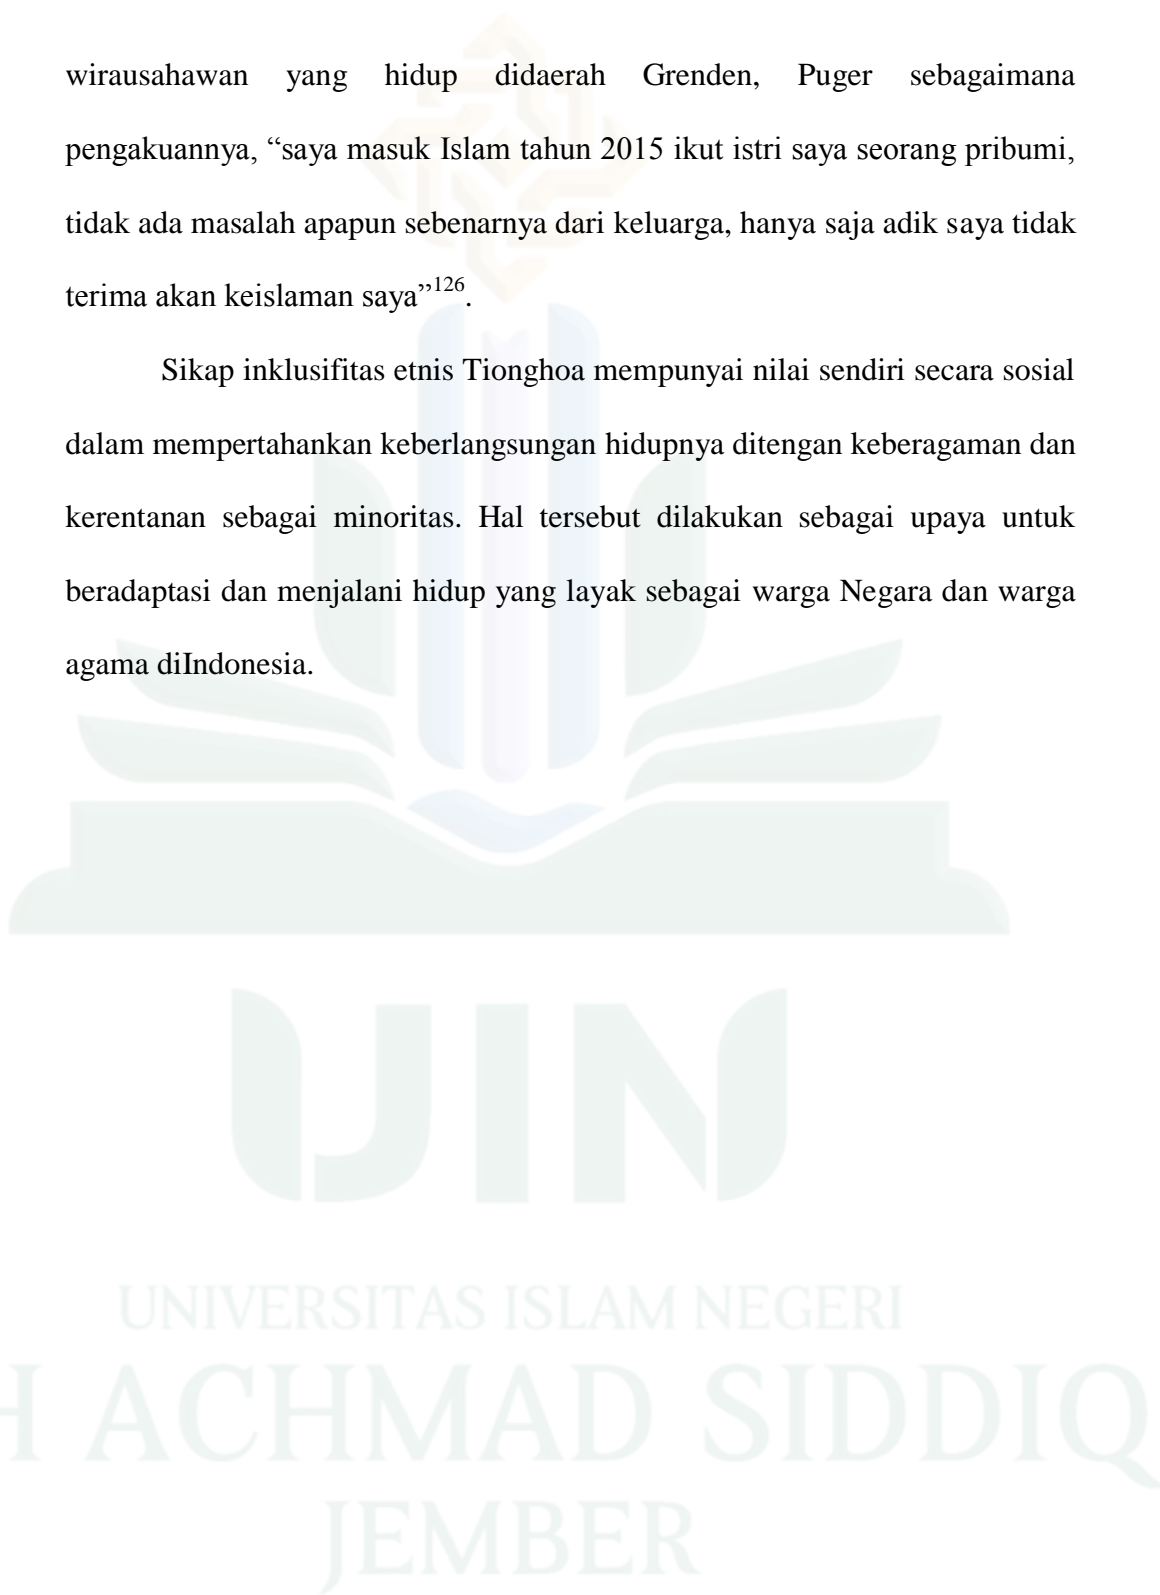 wirausahawan yang hidup didaerah Grenden, Puger sebagaimana
pengakuannya, “saya masuk Islam tahun 2015 ikut istri saya seorang pribumi,
tidak ada masalah apapun sebenarnya dari keluarga, hanya saja adik saya tidak
terima akan keislaman saya”126.
Sikap inklusifitas etnis Tionghoa mempunyai nilai sendiri secara sosial
dalam mempertahankan keberlangsungan hidupnya ditengan keberagaman dan
kerentanan sebagai minoritas. Hal tersebut dilakukan sebagai upaya untuk
beradaptasi dan menjalani hidup yang layak sebagai warga Negara dan warga
agama diIndonesia.
UIN
UNIVERSITAS ISLAM NEGERI
H ACHMAD SIDDIQ
JEMBER